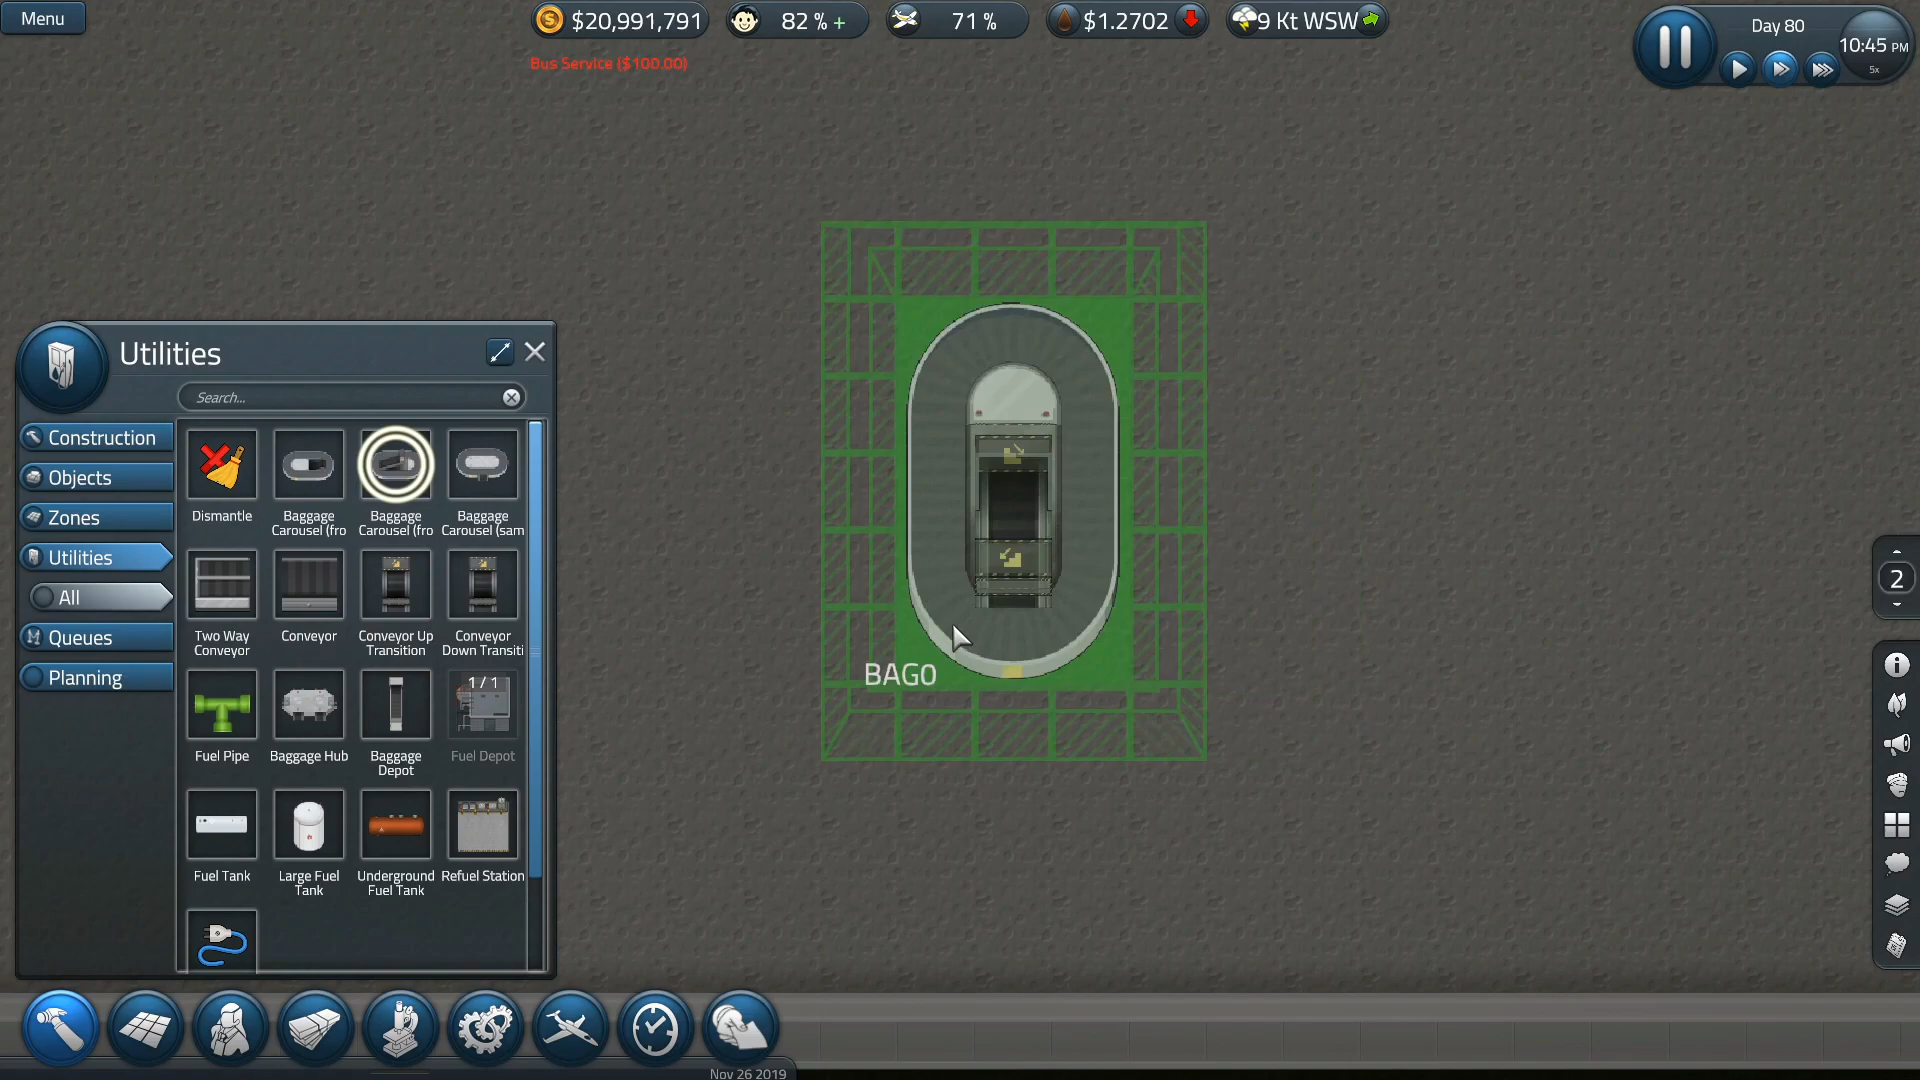 Menu
$20,991,791
82 % +
71 %
$1.2702
9 Kt WSW
Day 80
10:45 PM
5x
Bus Service ($100.00)
Utilities
Search...
Construction
Objects
Zones
Utilities
All
Queues
Planning
Dismantle
Baggage Carousel (fro
Baggage Carousel (fro
Baggage Carousel (sam
Two Way Conveyor
Conveyor
Conveyor Up Transition
Conveyor Down Transiti
1 / 1
Fuel Pipe
Baggage Hub
Baggage Depot
Fuel Depot
Fuel Tank
Large Fuel Tank
Underground Fuel Tank
Refuel Station
BAG0
2
Nov 26 2019